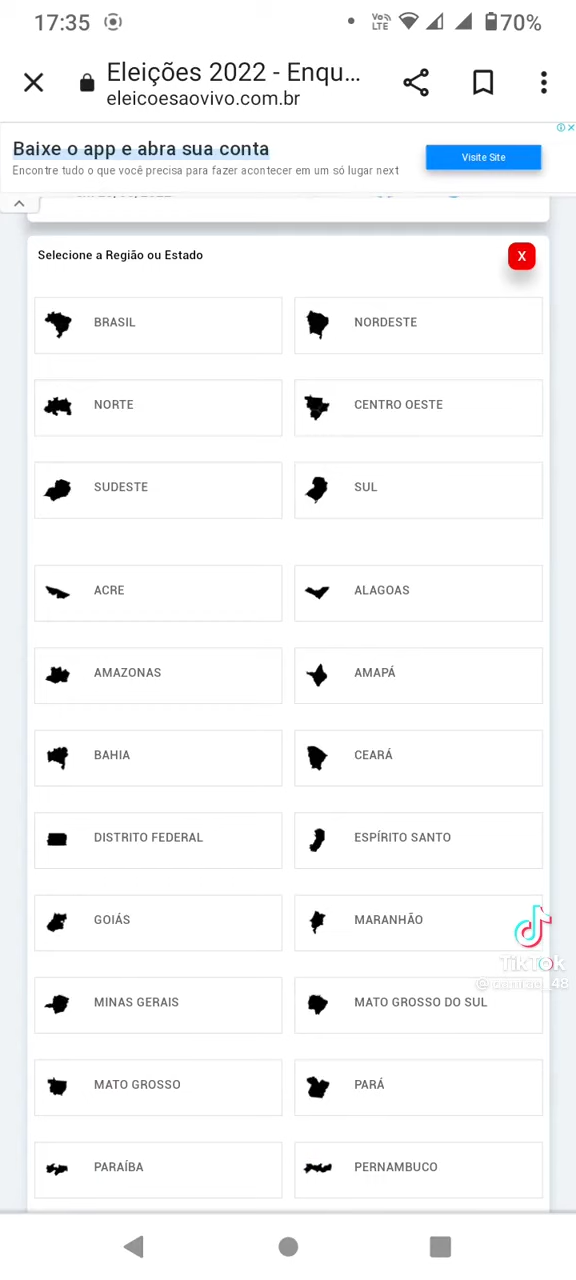 17:35
Vo)) LTE
70%
Eleições 2022 - Enqu...
eleicoesaovivo.com.br
Baixe o app e abra sua conta
Encontre tudo o que você precisa para fazer acontecer em um só lugar next
Visite Site
Selecione a Região ou Estado
X
BRASIL
NORDESTE
NORTE
CENTRO OESTE
SUDESTE
SUL
ACRE
ALAGOAS
AMAZONAS
AMAPÁ
BAHIA
CEARÁ
DISTRITO FEDERAL
ESPÍRITO SANTO
GOIÁS
MARANHÃO
TikTok
MINAS GERAIS
MATO GROSSO DO SUL
MATO GROSSO
PARÁ
PARAÍBA
PERNAMBUCO